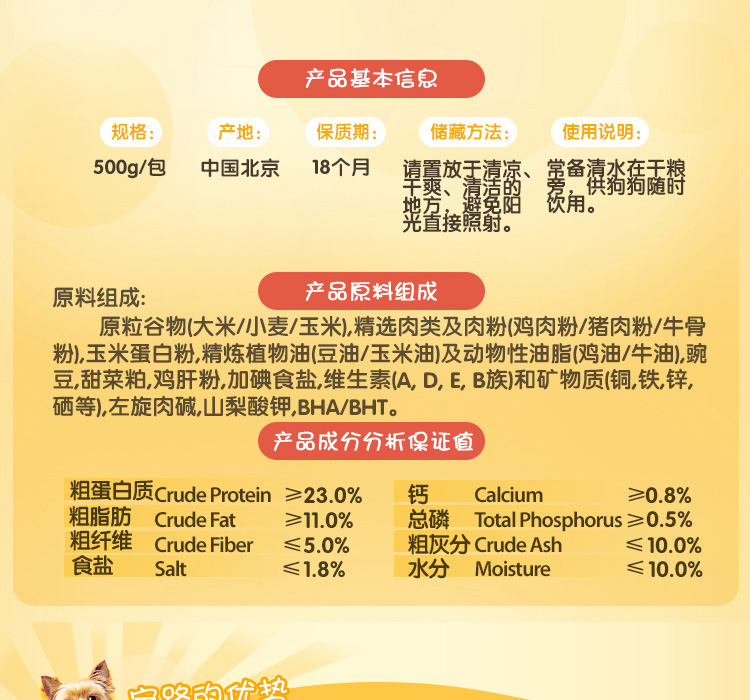 产品基本信息
规格: 产地: 保质期: 储藏方法: 使用说明:
500g/包 中国北京 18个月 请置放于清凉、 常备清水在干粮
干爽、清洁的 旁，供狗狗随时
地方，避免阳 饮用。
光直接照射。
产品原料组成
原料组成:
原粒谷物(大米/小麦/玉米),精选肉类及肉粉(鸡肉粉/猪肉粉/牛骨
粉),玉米蛋白粉,精炼植物油(豆油/玉米油)及动物性油脂(鸡油/牛油),豌
豆,甜菜粕,鸡肝粉,加碘食盐,维生素(A, D, E, B族)和矿物质(铜,铁,锌,
硒等),左旋肉碱,山梨酸钾,BHA/BHT。
产品成分分析保证值
粗蛋白质 Crude Protein ≥23.0% 钙 Calcium ≥0.8%
粗脂肪 Crude Fat ≥11.0% 总磷 Total Phosphorus ≥0.5%
粗纤维 Crude Fiber ≤5.0% 粗灰分 Crude Ash ≤10.0%
食盐 Salt ≤1.8% 水分 Moisture ≤10.0%
宝路的优势